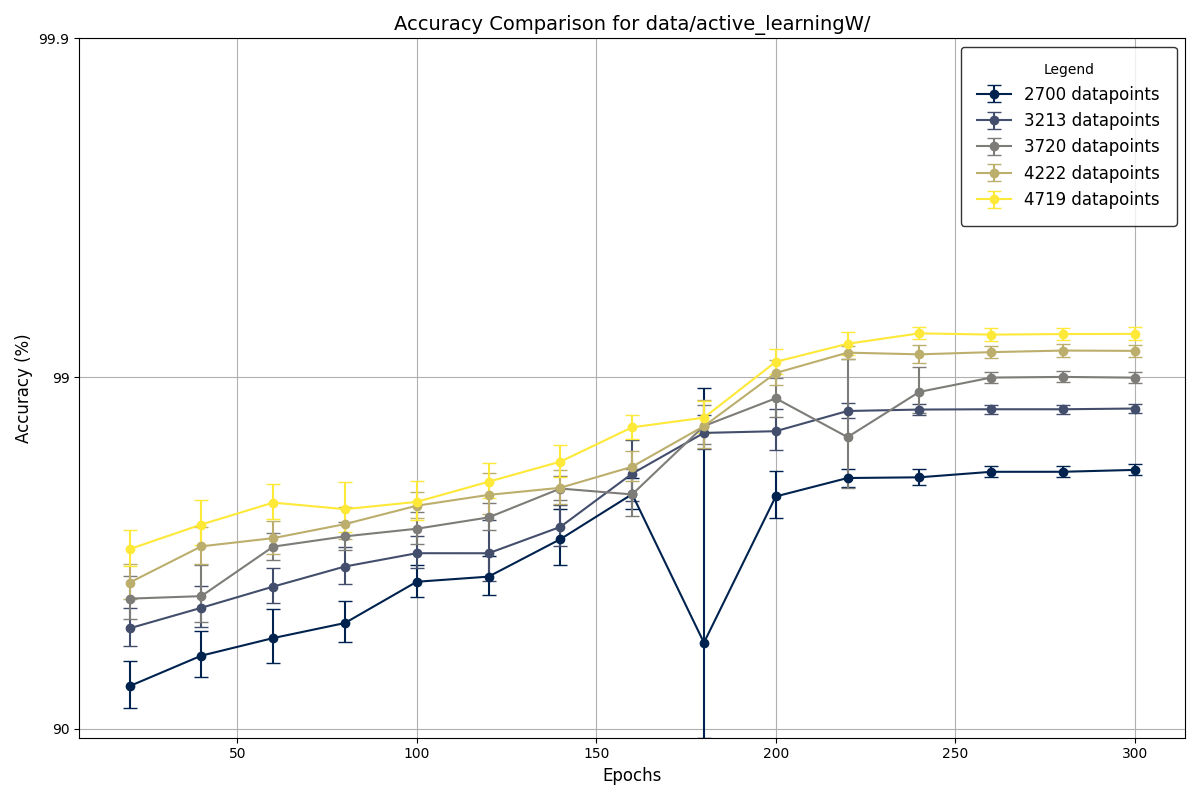 Accuracy Comparison for data/active_learningW/
99.9
99
90
Accuracy (%)
50
100
150
200
250
300
Epochs
Legend
2700 datapoints
3213 datapoints
3720 datapoints
4222 datapoints
4719 datapoints